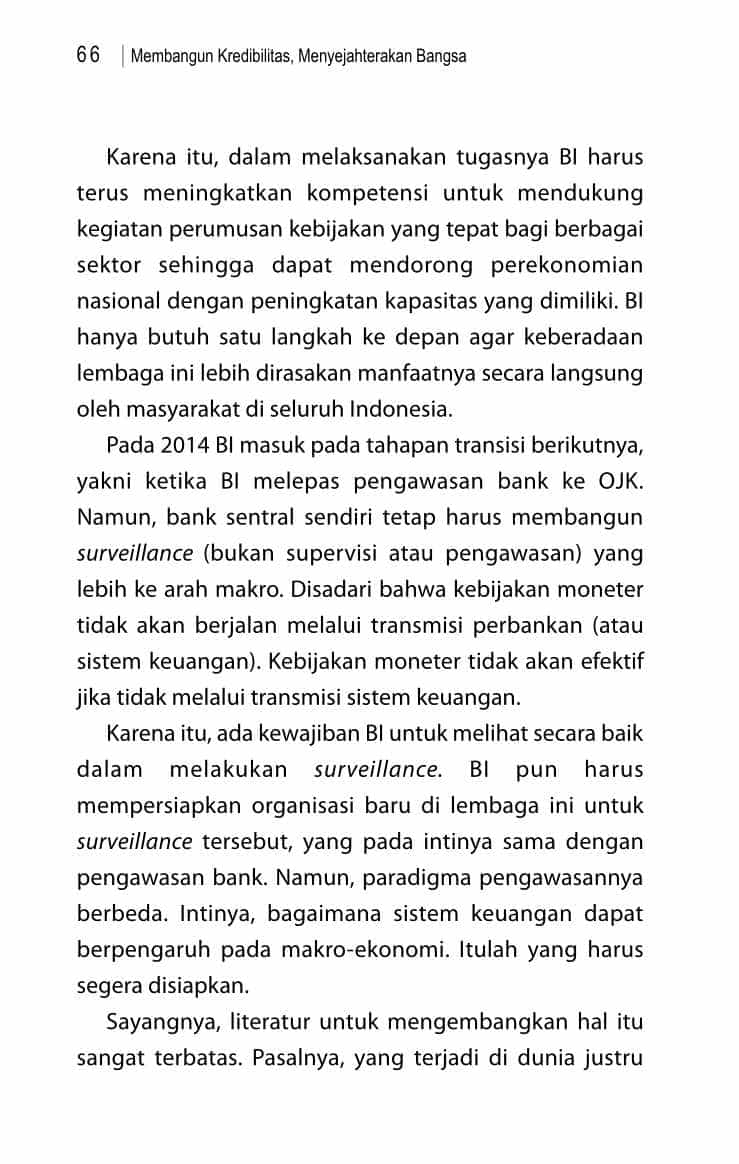 66 | Membangun Kredibilitas, Menyejahterakan Bangsa
Karena itu, dalam melaksanakan tugasnya BI harus
terus meningkatkan kompetensi untuk mendukung
kegiatan perumusan kebijakan yang tepat bagi berbagai
sektor sehingga dapat mendorong perekonomian
nasional dengan peningkatan kapasitas yang dimiliki. BI
hanya butuh satu langkah ke depan agar keberadaan
lembaga ini lebih dirasakan manfaatnya secara langsung
oleh masyarakat di seluruh Indonesia.
Pada 2014 BI masuk pada tahapan transisi berikutnya,
yakni ketika BI melepas pengawasan bank ke OJK.
Namun, bank sentral sendiri tetap harus membangun
surveillance (bukan supervisi atau pengawasan) yang
lebih ke arah makro. Disadari bahwa kebijakan moneter
tidak akan berjalan melalui transmisi perbankan (atau
sistem keuangan). Kebijakan moneter tidak akan efektif
jika tidak melalui transmisi sistem keuangan.
Karena itu, ada kewajiban BI untuk melihat secara baik
dalam melakukan surveillance. BI pun harus
mempersiapkan organisasi baru di lembaga ini untuk
surveillance tersebut, yang pada intinya sama dengan
pengawasan bank. Namun, paradigma pengawasannya
berbeda. Intinya, bagaimana sistem keuangan dapat
berpengaruh pada makro-ekonomi. Itulah yang harus
segera disiapkan.
Sayangnya, literatur untuk mengembangkan hal itu
sangat terbatas. Pasalnya, yang terjadi di dunia justru